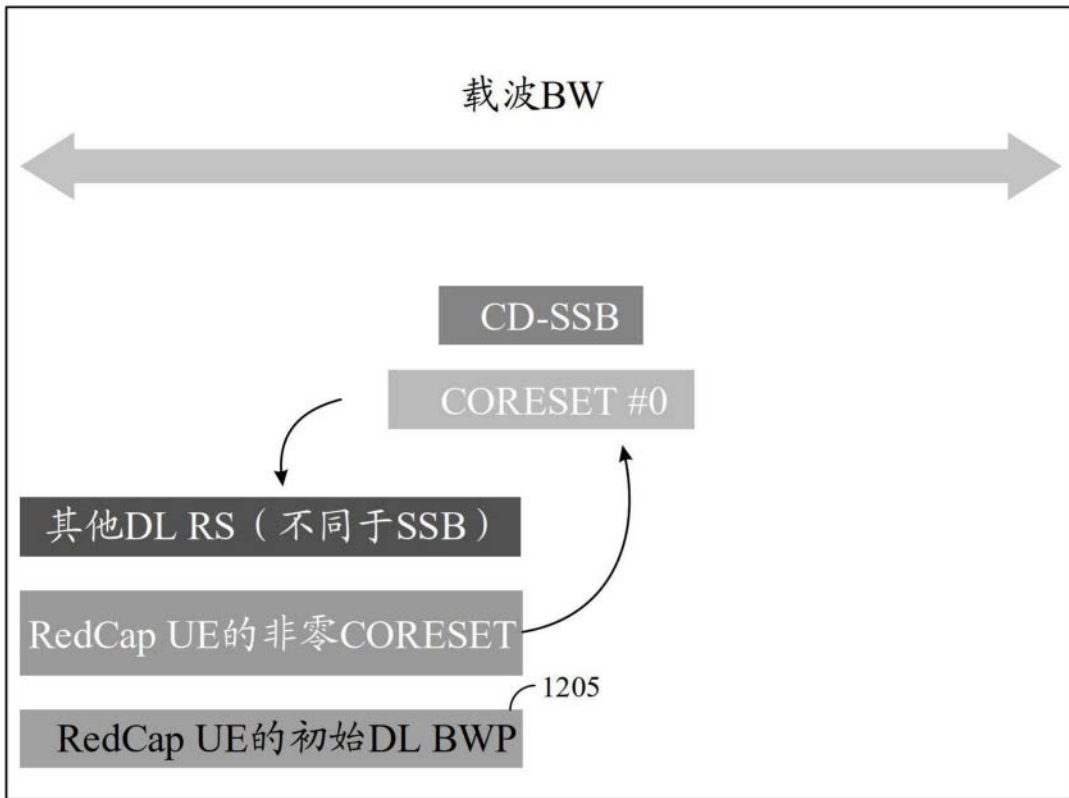 载波BW
CD-SSB
CORESET #0
其他DL RS（不同于SSB）
RedCap UE的非零CORESET
1205
RedCap UE的初始DL BWP